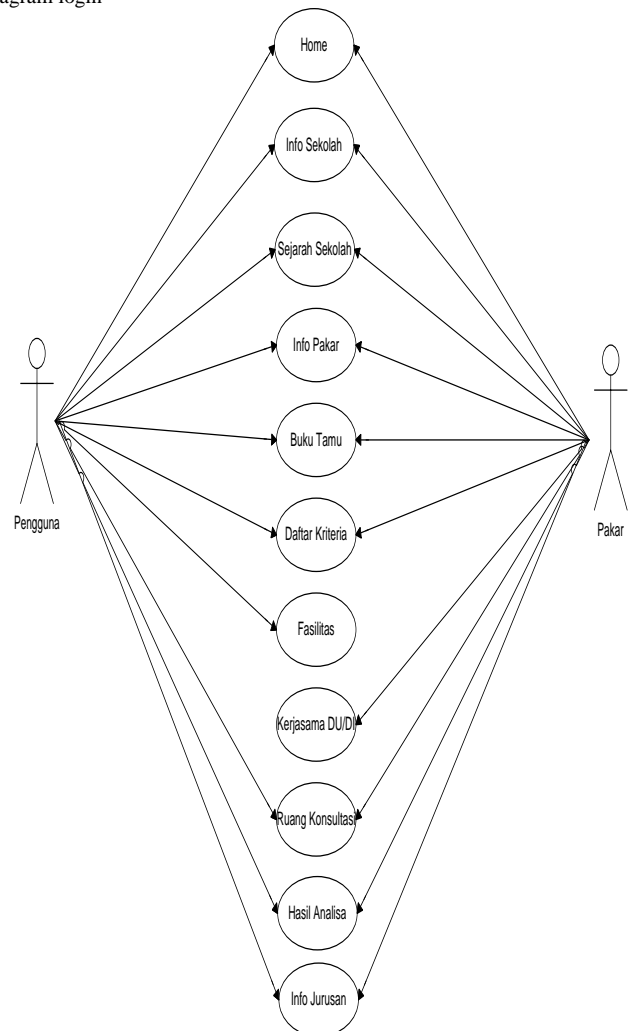 agram login
Home
Info Sekolah
Sejarah Sekolah
Info Pakar
Buku Tamu
Daftar Kriteria
Fasilitas
Kerjasama DU/DI
Ruang Konsultasi
Hasil Analisa
Info Jurusan
Pengguna
Pakar